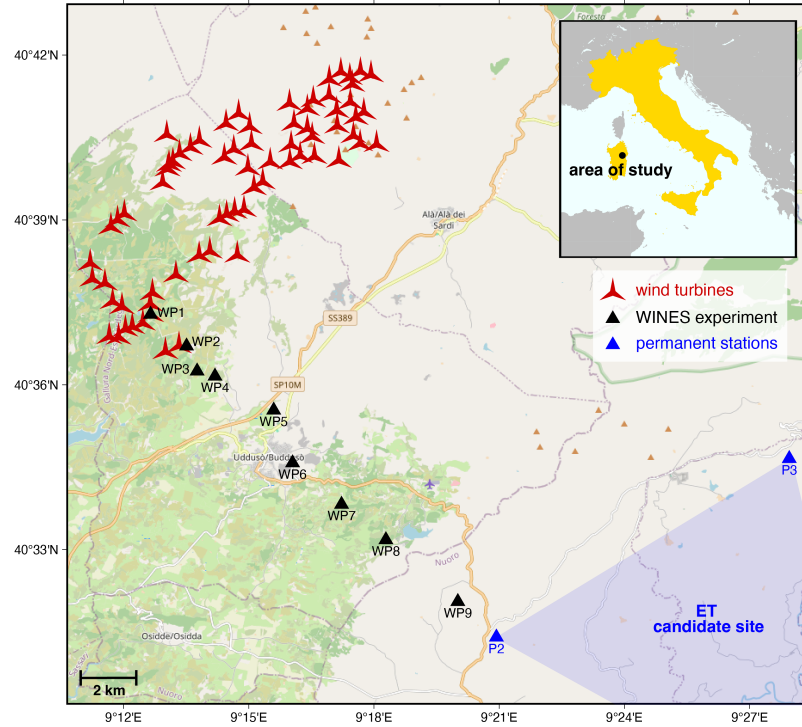 40°42'N
40°39'N
40°36'N
40°33'N
Foresto
area of study
Alà/Alà dei
Sardi
SS389
wind turbines
WINES experiment
permanent stations
WP1
WP2
WP3
WP4
SP10M
WP5
Uddusò/Buddusò
WP6
P3
WP7
WP8
Nuoro
WP9
ET
candidate site
P2
Osidde/Osidda
Nuoro
2 km
9°12'E
9°15'E
9°18'E
9°21'E
9°24'E
9°27'E